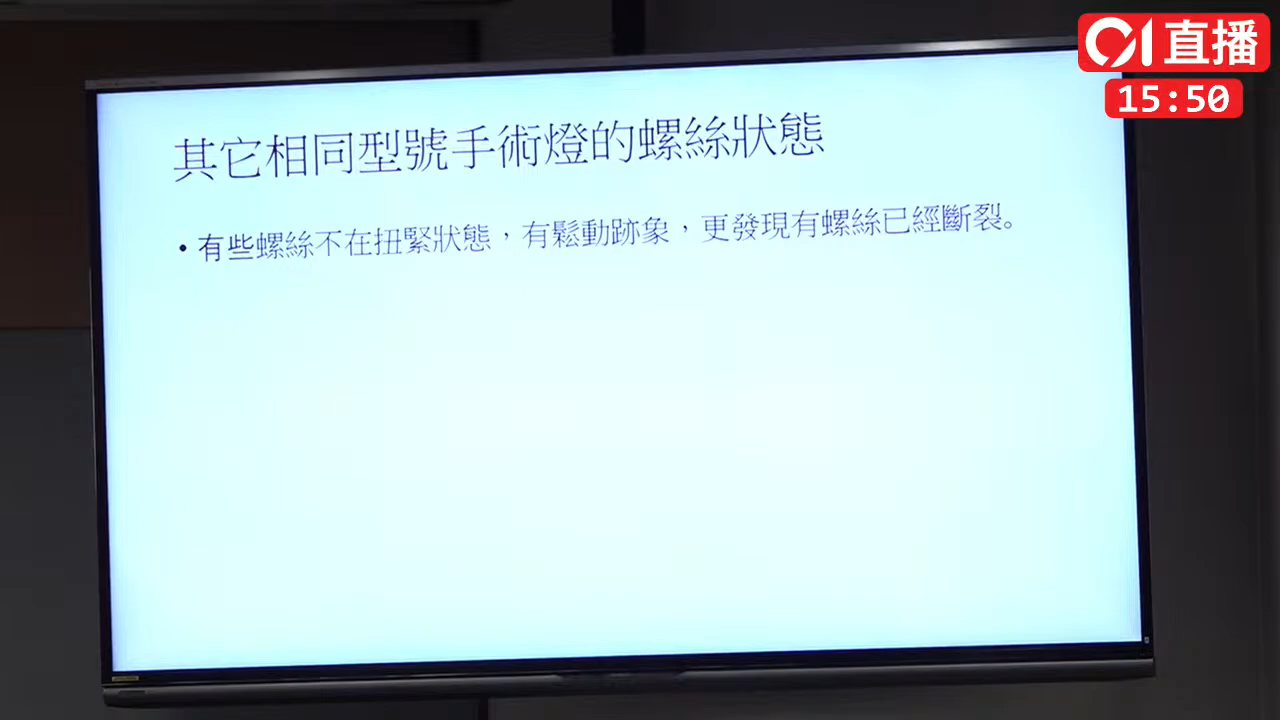 01直播
15:50
其它相同型號手術燈的螺絲狀態
• 有些螺絲不在扭緊狀態，有鬆動跡象，更發現有螺絲已經斷裂。